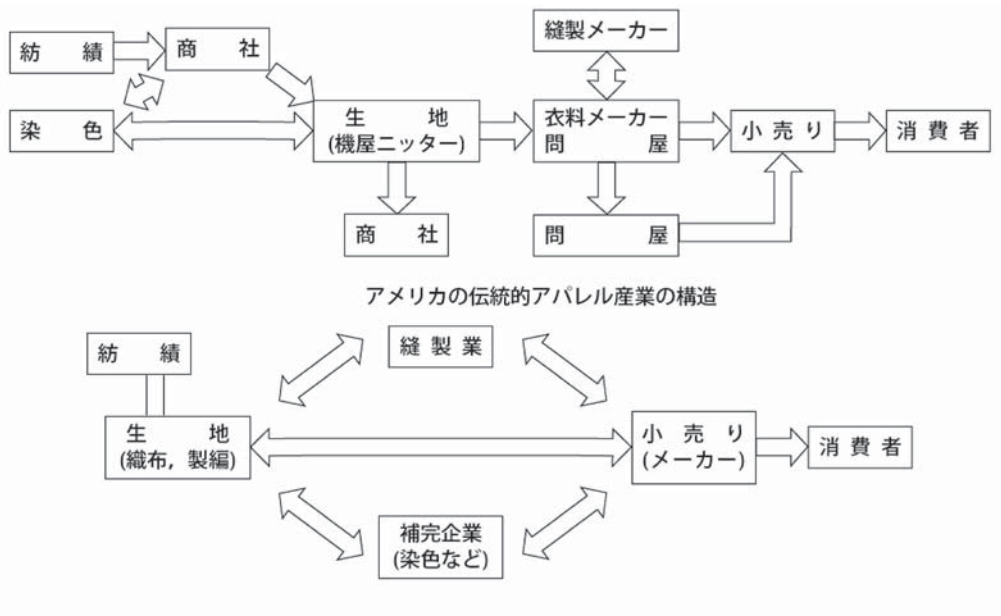 紡績
商社
縫製メーカー
染色
生地
(機屋ニッター)
衣料メーカー
問屋
小売り
消費者
商社
問屋
アメリカの伝統的アパレル産業の構造
紡績
縫製業
生地
(織布，製編)
小売り
(メーカー)
消費者
補完企業
(染色など)